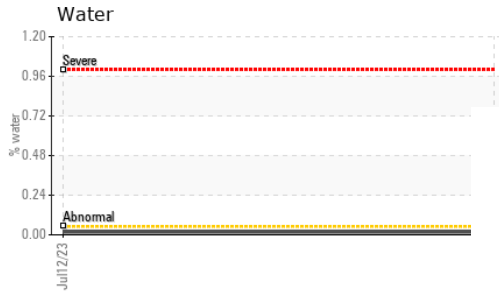 Water
1.20
Severe
0.96
0.72
% water
0.48
0.24
Abnormal
0.00
Jul12/23